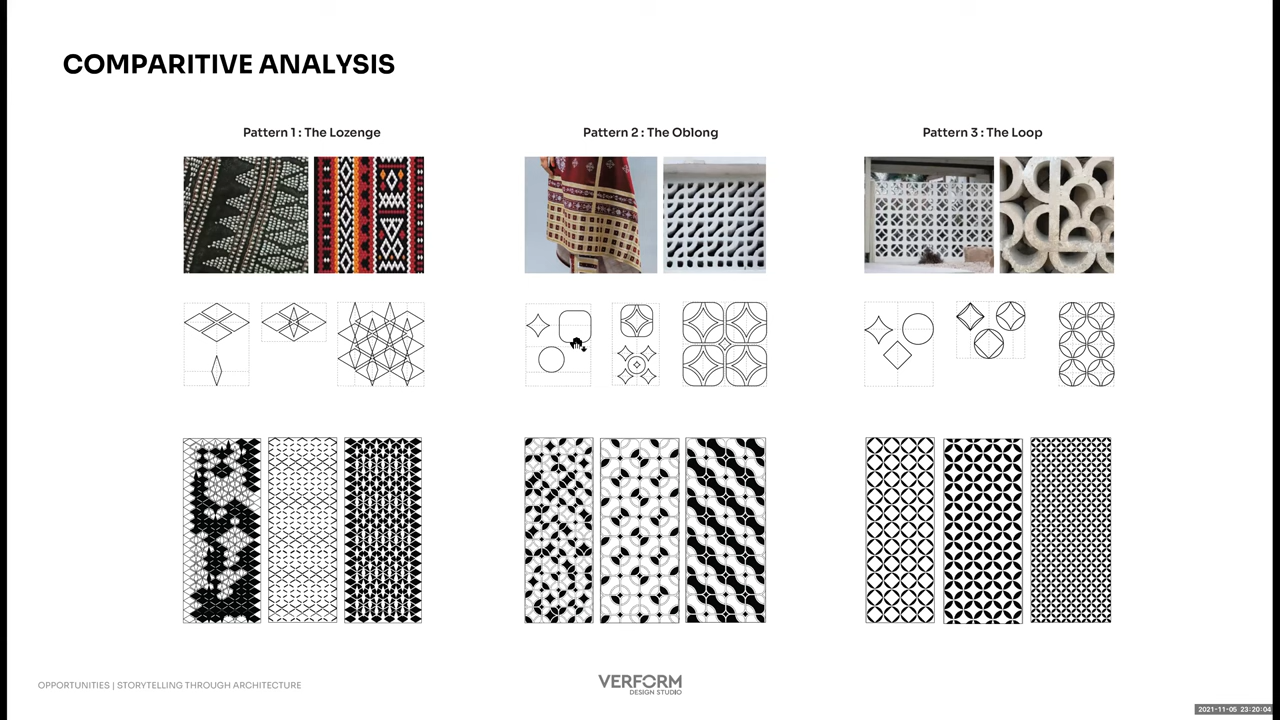 COMPARITIVE ANALYSIS
Pattern 1 : The Lozenge
Pattern 2 : The Oblong
Pattern 3 : The Loop
OPPORTUNITIES | STORYTELLING THROUGH ARCHITECTURE
VERFORM
DESIGN STUDIO
2021-11-05 23:20:04